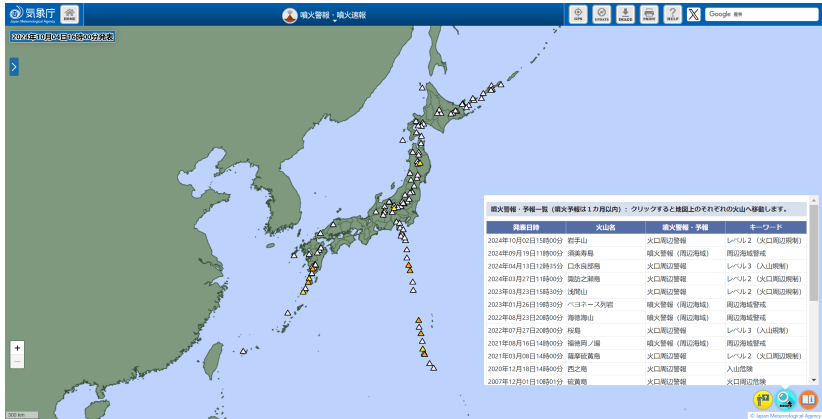 気象庁
Japan Meteorological Agency
HOME
噴火警報・噴火速報
GPS
UPDATE
IMAGE
PRINT
HELP
X
Google 提供
2024年10月04日16時00分発表
噴火警報・予報一覧（噴火予報は１カ月以内）: クリックすると地図上のそれぞれの火山へ移動します。
発表日時 火山名 噴火警報・予報 キーワード
2024年10月02日15時00分 岩手山 火口周辺警報 レベル２（火口周辺規制）
2024年09月19日11時00分 須美寿島 噴火警報（周辺海域） 周辺海域警戒
2024年04月13日12時35分 口永良部島 火口周辺警報 レベル３（入山規制）
2024年03月27日11時00分 諏訪之瀬島 火口周辺警報 レベル２（火口周辺規制）
2023年03月23日15時30分 浅間山 火口周辺警報 レベル２（火口周辺規制）
2023年01月26日19時30分 ベヨネース列岩 噴火警報（周辺海域） 周辺海域警戒
2022年08月23日20時00分 海徳海山 噴火警報（周辺海域） 周辺海域警戒
2022年07月27日20時00分 桜島 火口周辺警報 レベル３（入山規制）
2021年08月16日14時00分 福徳岡ノ場 噴火警報（周辺海域） 周辺海域警戒
2021年03月08日14時00分 薩摩硫黄島 火口周辺警報 レベル２（火口周辺規制）
2020年12月18日14時00分 西之島 火口周辺警報 入山危険
2007年12月01日10時01分 硫黄島 火口周辺警報 火口周辺危険
+
−
300 km
© Japan Meteorological Agency